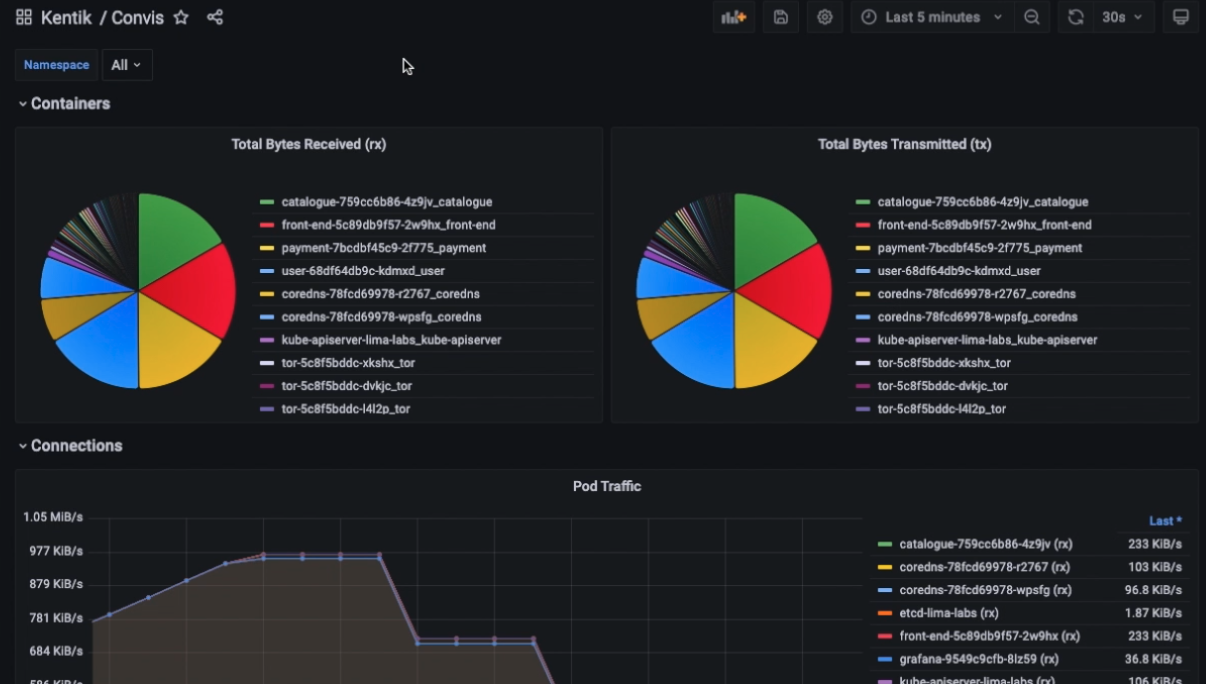 Kentik / Convis
Last 5 minutes
30s
Namespace
All
Containers
Total Bytes Received (rx)
catalogue-759cc6b86-4z9jv_catalogue
front-end-5c89db9f57-2w9hx_front-end
payment-7bcdbf45c9-2f775_payment
user-68df64db9c-kdmxd_user
coredns-78fcd69978-r2767_coredns
coredns-78fcd69978-wpsfg_coredns
kube-apiserver-lima-labs_kube-apiserver
tor-5c8f5bddc-xkshx_tor
tor-5c8f5bddc-dvkjc_tor
tor-5c8f5bddc-l4l2p_tor
Total Bytes Transmitted (tx)
catalogue-759cc6b86-4z9jv_catalogue
front-end-5c89db9f57-2w9hx_front-end
payment-7bcdbf45c9-2f775_payment
user-68df64db9c-kdmxd_user
coredns-78fcd69978-r2767_coredns
coredns-78fcd69978-wpsfg_coredns
kube-apiserver-lima-labs_kube-apiserver
tor-5c8f5bddc-xkshx_tor
tor-5c8f5bddc-dvkjc_tor
tor-5c8f5bddc-l4l2p_tor
Connections
Pod Traffic
1.05 MiB/s
977 KiB/s
879 KiB/s
781 KiB/s
684 KiB/s
586 KiB/s
Last *
catalogue-759cc6b86-4z9jv (rx) 233 KiB/s
coredns-78fcd69978-r2767 (rx) 103 KiB/s
coredns-78fcd69978-wpsfg (rx) 96.8 KiB/s
etcd-lima-labs (rx) 1.87 KiB/s
front-end-5c89db9f57-2w9hx (rx) 233 KiB/s
grafana-9549c9cfb-8lz59 (rx) 36.8 KiB/s
kube-apiserver-lima-labs (rx) 106 KiB/s